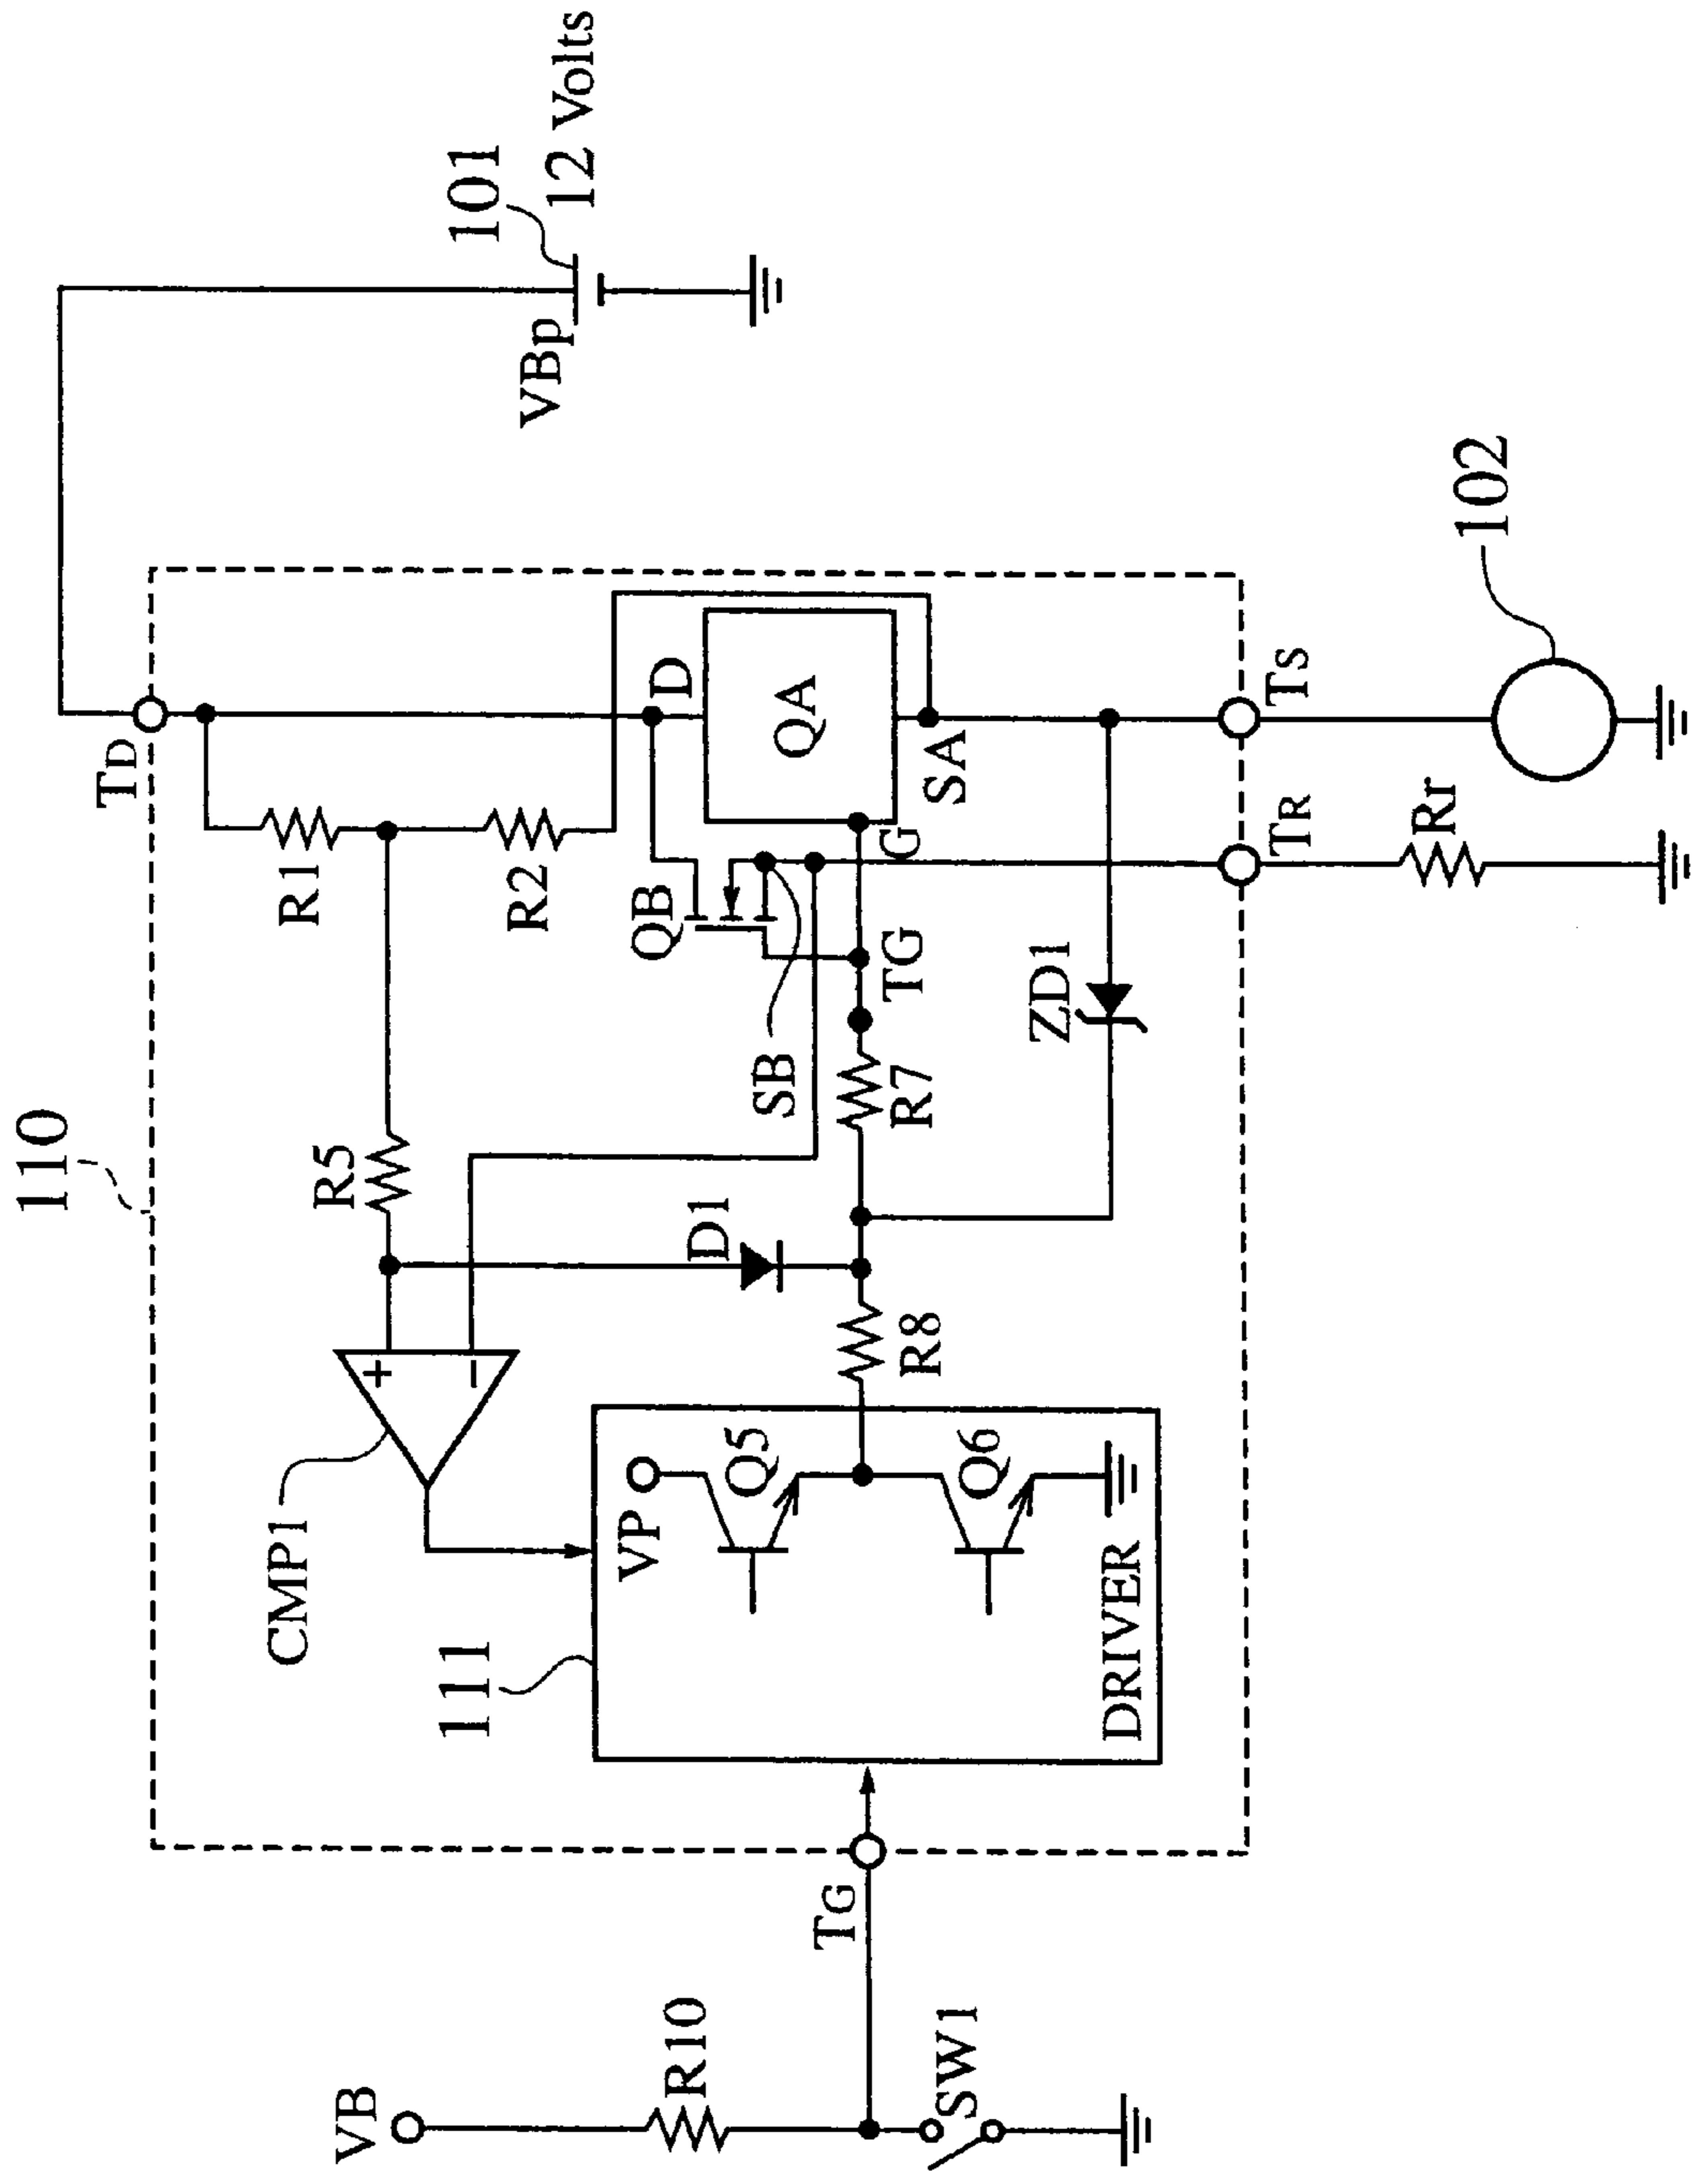 110
TD
R1
R2
R5
D
QA
SA
QB
G
TG
SB
R7
D1
R8
ZD1
CMP1
111
VP
Q5
Q6
DRIVER
TS
TR
Rr
102
VBp
101
12 Volts
TG
VB
R10
SW1
+
−